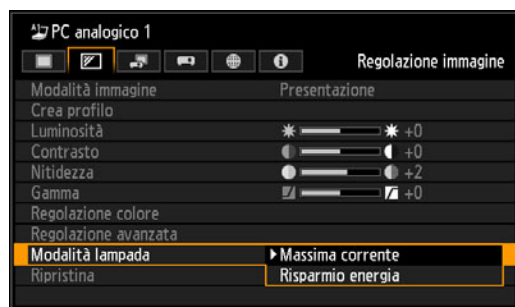 PC analogico 1
Regolazione immagine
Modalità immagine Presentazione
Crea profilo
Luminosità +0
Contrasto +0
Nitidezza +2
Gamma +0
Regolazione colore
Regolazione avanzata
Modalità lampada Massima corrente
Ripristina Risparmio energia